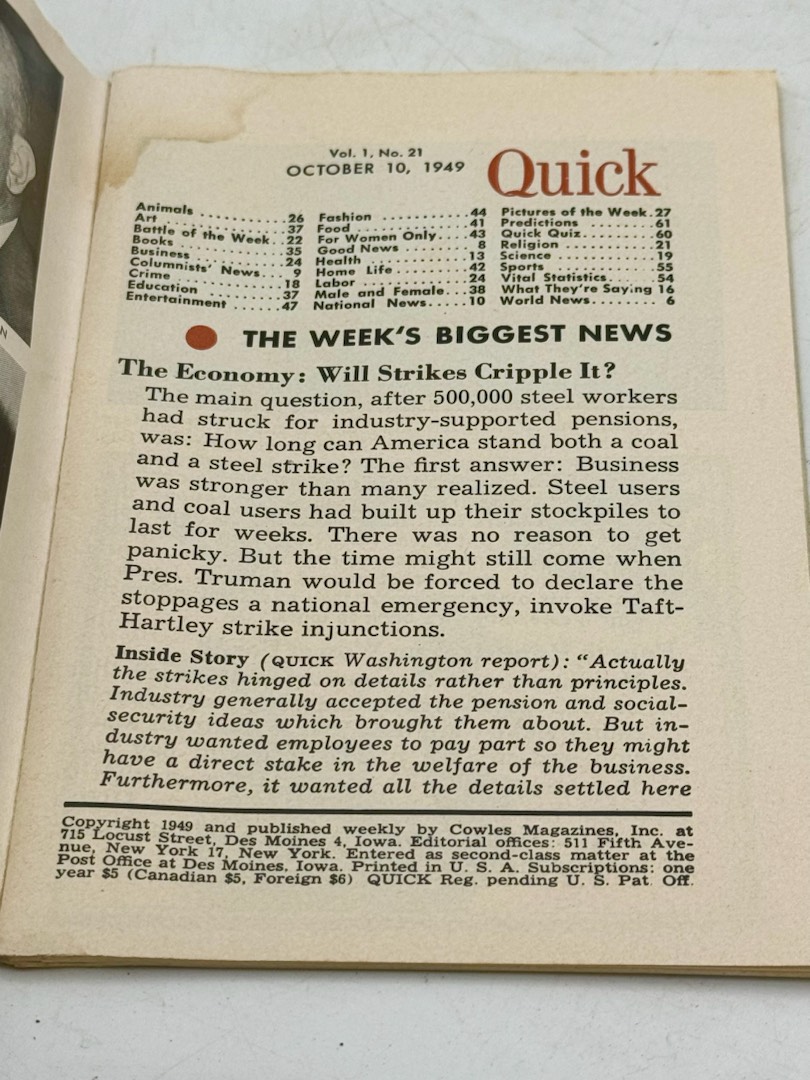 N
Vol. 1, No. 21
OCTOBER 10, 1949
Quick
Animals ..........26
Art ..............37
Battle of the Week..22
Books ............35
Business ..........24
Columnists' News... 9
Crime ............18
Education ........37
Entertainment ......47
Fashion ..........44
Food .............41
For Women Only....43
Good News ........ 8
Health ...........13
Home Life.........42
Labor ............24
Male and Female...38
National News.....10
Pictures of the Week.27
Predictions .......61
Quick Quiz.........60
Religion ..........21
Science ...........19
Sports ............55
Vital Statistics......54
What They're Saying 16
World News........ 6
THE WEEK'S BIGGEST NEWS
The Economy: Will Strikes Cripple It?
The main question, after 500,000 steel workers
had struck for industry-supported pensions,
was: How long can America stand both a coal
and a steel strike? The first answer: Business
was stronger than many realized. Steel users
and coal users had built up their stockpiles to
last for weeks. There was no reason to get
panicky. But the time might still come when
Pres. Truman would be forced to declare the
stoppages a national emergency, invoke Taft-
Hartley strike injunctions.
Inside Story (QUICK Washington report): "Actually
the strikes hinged on details rather than principles.
Industry generally accepted the pension and social-
security ideas which brought them about. But in-
dustry wanted employees to pay part so they might
have a direct stake in the welfare of the business.
Furthermore, it wanted all the details settled here
Copyright 1949 and published weekly by Cowles Magazines, Inc. at
715 Locust Street, Des Moines 4, Iowa. Editorial offices: 511 Fifth Ave-
nue, New York 17, New York. Entered as second-class matter at the
Post Office at Des Moines, Iowa. Printed in U. S. A. Subscriptions: one
year $5 (Canadian $5, Foreign $6) QUICK Reg. pending U. S. Pat. Off.